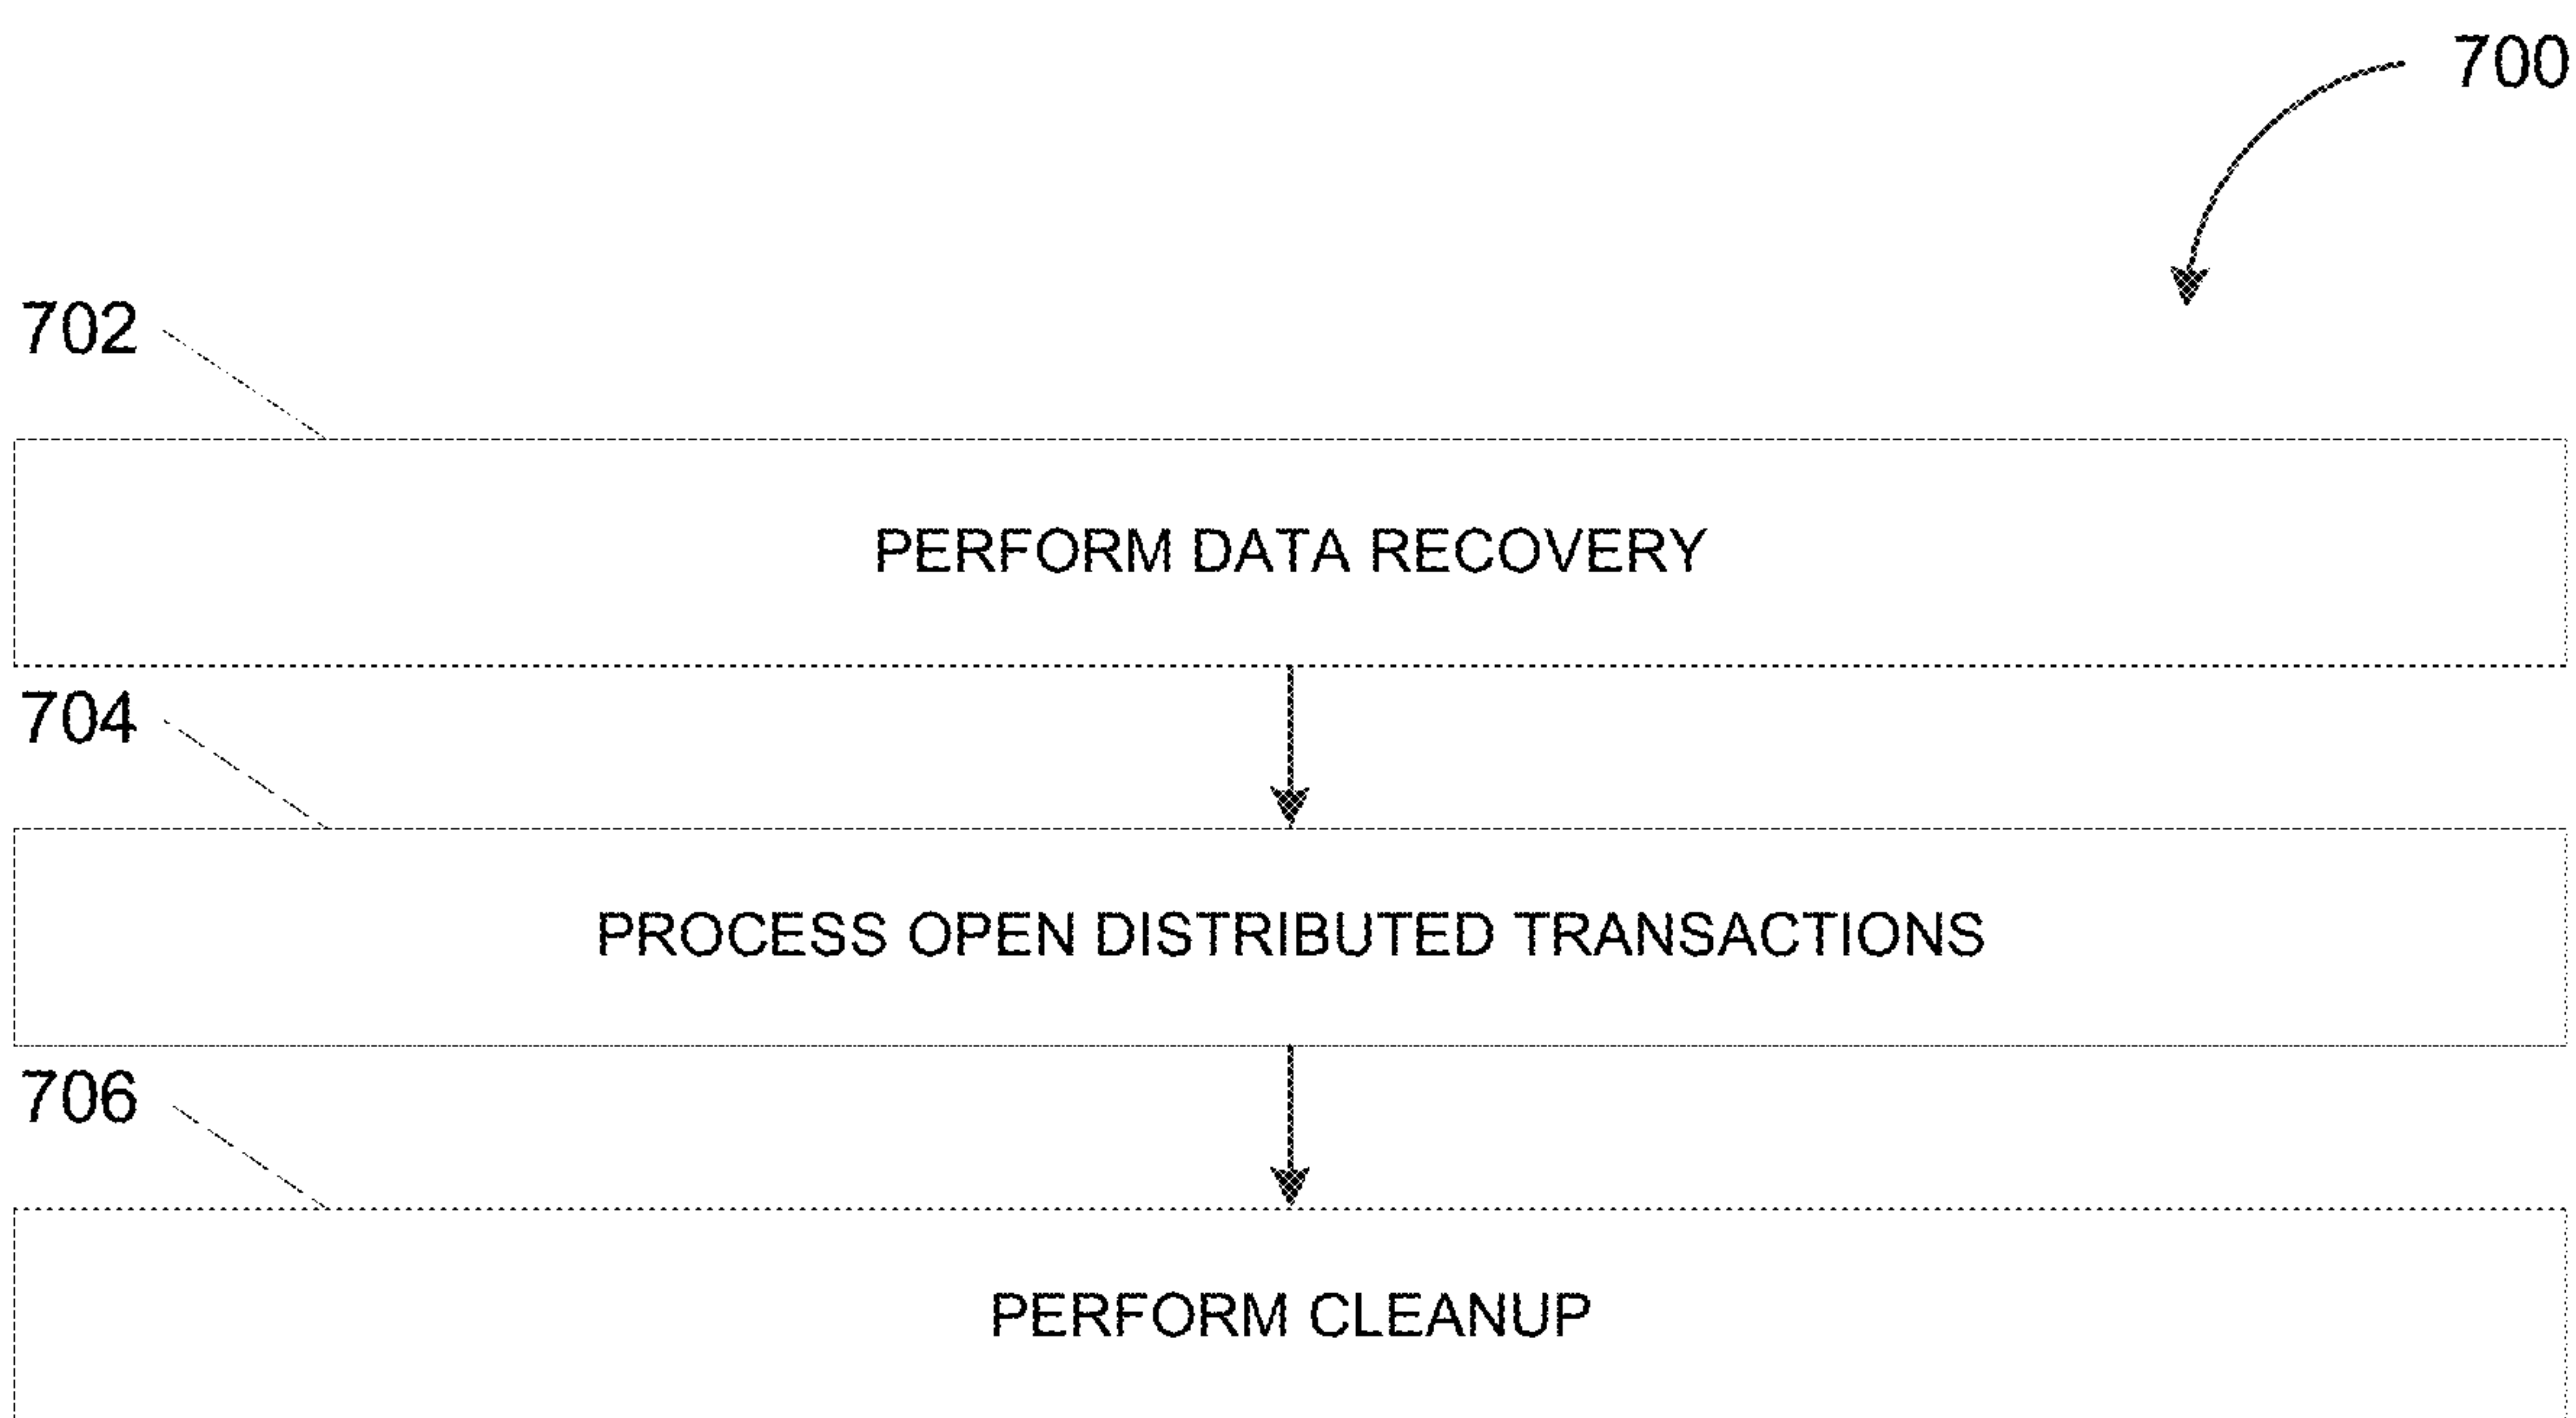 700
702
PERFORM DATA RECOVERY
704
PROCESS OPEN DISTRIBUTED TRANSACTIONS
706
PERFORM CLEANUP